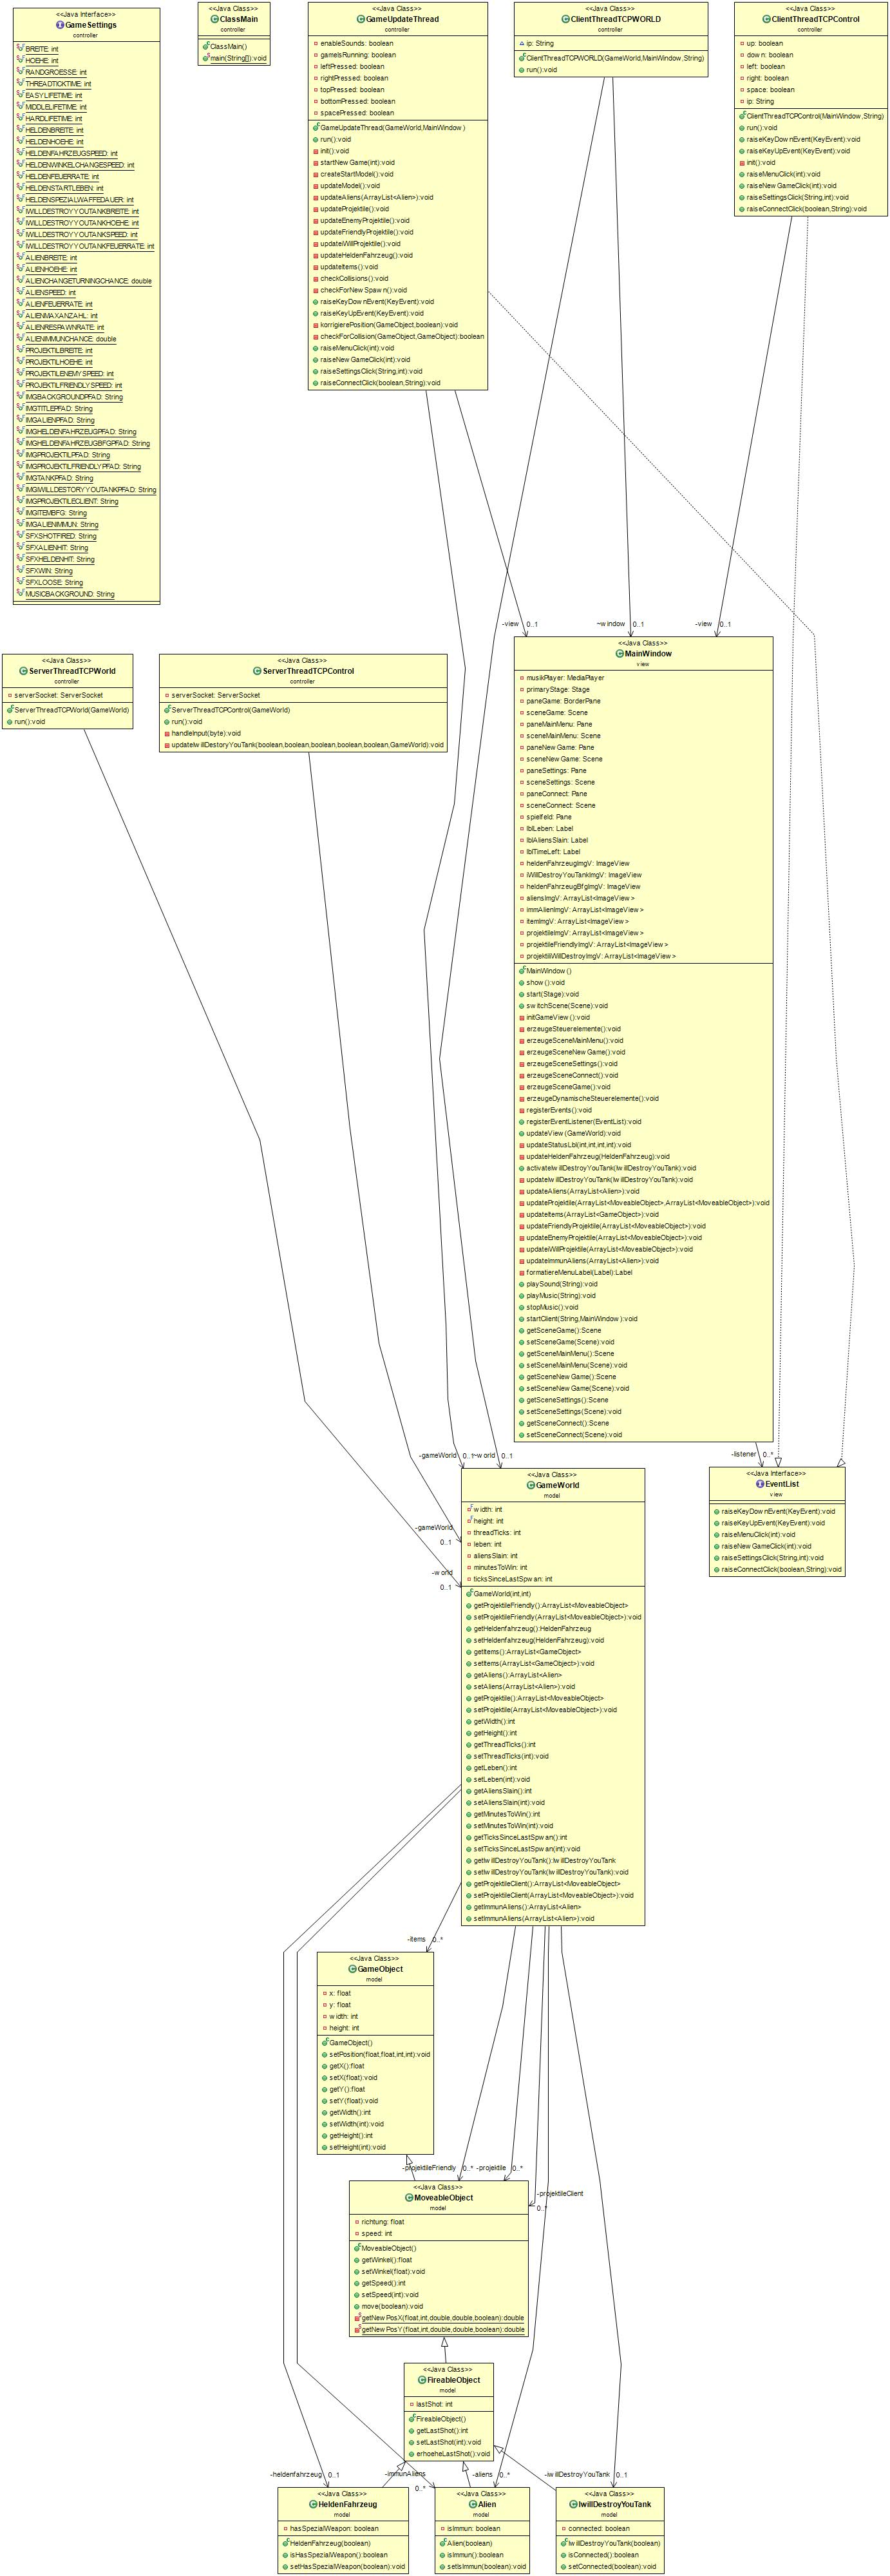 <<Java Interface>>
GameSettings
controller
BREITE: int
HOEHE: int
RANDGROESSE: int
THREADTICKTIME: int
EASYLIFETIME: int
MIDDLELIFETIME: int
HARDLIFETIME: int
HELDENBREITE: int
HELDENHOEHE: int
HELDENFAHRZEUGSPEED: int
HELDENWINKELCHANGESPEED: int
HELDENFEUERRATE: int
HELDENSTARTLEBEN: int
HELDENSPEZIALWAFFEDAUER: int
IWILLDESTROYYOUTANKBREITE: int
IWILLDESTROYYOUTANKHOEHE: int
IWILLDESTROYYOUTANKSPEED: int
IWILLDESTROYYOUTANKFEUERRATE: int
ALIENBREITE: int
ALIENHOEHE: int
ALIENCHANGETURNINGCHANCE: double
ALIENSPEED: int
ALIENFEUERRATE: int
ALIENMAXANZAHL: int
ALIENRESPAWNRATE: int
ALIENIMMUNCHANCE: double
PROJEKTILBREITE: int
PROJEKTILHOEHE: int
PROJEKTILENEMYSPEED: int
PROJEKTILFRIENDLYSPEED: int
IMGBACKGROUNDPFAD: String
IMGTITLEPFAD: String
IMGALIENPFAD: String
IMGHELDENFAHRZEUGPFAD: String
IMGHELDENFAHRZEUGBFGPFAD: String
IMGPROJEKTILPFAD: String
IMGPROJEKTILFRIENDLYPFAD: String
IMGTANKPFAD: String
IMGIWILLDESTORYYOUTANKPFAD: String
IMGPROJEKTILECLIENT: String
IMGITEMBFG: String
IMGALIENIMMUN: String
SFXSHOTFIRED: String
SFXALIENHIT: String
SFXHELDENHIT: String
SFXWIN: String
SFXLOOSE: String
MUSICBACKGROUND: String
<<Java Class>>
ClassMain
controller
ClassMain()
main(String[]):void
<<Java Class>>
GameUpdateThread
controller
enableSounds: boolean
gameIsRunning: boolean
leftPressed: boolean
rightPressed: boolean
topPressed: boolean
bottomPressed: boolean
spacePressed: boolean
GameUpdateThread(GameWorld,MainWindow)
run():void
init():void
startNewGame(int):void
createStartModel():void
updateModel():void
updateAliens(ArrayList<Alien>):void
updateProjektile():void
updateEnemyProjektile():void
updateFriendlyProjektile():void
updateiWillProjektile():void
updateHeldenFahrzeug():void
updateItems():void
checkCollisions():void
checkForNewSpawn():void
raiseKeyDownEvent(KeyEvent):void
raiseKeyUpEvent(KeyEvent):void
korrigierePosition(GameObject,boolean):void
checkForCollision(GameObject,GameObject):boolean
raiseMenuClick(int):void
raiseNewGameClick(int):void
raiseSettingsClick(String,int):void
raiseConnectClick(boolean,String):void
<<Java Class>>
ClientThreadTCPWORLD
controller
ip: String
ClientThreadTCPWORLD(GameWorld,MainWindow,String)
run():void
<<Java Class>>
ClientThreadTCPControl
controller
up: boolean
down: boolean
left: boolean
right: boolean
space: boolean
ip: String
ClientThreadTCPControl(MainWindow,String)
run():void
raiseKeyDownEvent(KeyEvent):void
raiseKeyUpEvent(KeyEvent):void
init():void
raiseMenuClick(int):void
raiseNewGameClick(int):void
raiseSettingsClick(String,int):void
raiseConnectClick(boolean,String):void
-view 0..1
~window 0..1
-view 0..1
<<Java Class>>
ServerThreadTCPWorld
controller
serverSocket: ServerSocket
ServerThreadTCPWorld(GameWorld)
run():void
<<Java Class>>
ServerThreadTCPControl
controller
serverSocket: ServerSocket
ServerThreadTCPControl(GameWorld)
run():void
handleInput(byte):void
updateIwillDestoryYouTank(boolean,boolean,boolean,boolean,boolean,GameWorld):void
<<Java Class>>
MainWindow
view
musikPlayer: MediaPlayer
primaryStage: Stage
paneGame: BorderPane
sceneGame: Scene
paneMainMenu: Pane
sceneMainMenu: Scene
paneNewGame: Pane
sceneNewGame: Scene
paneSettings: Pane
sceneSettings: Scene
paneConnect: Pane
sceneConnect: Scene
spielfeld: Pane
lblLeben: Label
lblAliensSlain: Label
lblTimeLeft: Label
heldenFahrzeugImgV: ImageView
iWillDestroyYouTankImgV: ImageView
heldenFahrzeugBfgImgV: ImageView
aliensImgV: ArrayList<ImageView>
immAlienImgV: ArrayList<ImageView>
itemImgV: ArrayList<ImageView>
projektileImgV: ArrayList<ImageView>
projektileFriendlyImgV: ArrayList<ImageView>
projektiliWillDestroyImgV: ArrayList<ImageView>
MainWindow()
show():void
start(Stage):void
switchScene(Scene):void
initGameView():void
erzeugeSteuerelemente():void
erzeugeSceneMainMenu():void
erzeugeSceneNewGame():void
erzeugeSceneSettings():void
erzeugeSceneConnect():void
erzeugeSceneGame():void
erzeugeDynamischeSteuerelemente():void
registerEvents():void
registerEventListener(EventList):void
updateView(GameWorld):void
updateStatusLbl(int,int,int,int):void
updateHeldenFahrzeug(HeldenFahrzeug):void
activateIwillDestroyYouTank(IwillDestroyYouTank):void
updateIwillDestroyYouTank(IwillDestroyYouTank):void
updateAliens(ArrayList<Alien>):void
updateProjektile(ArrayList<MoveableObject>,ArrayList<MoveableObject>):void
updateItems(ArrayList<GameObject>):void
updateFriendlyProjektile(ArrayList<MoveableObject>):void
updateEnemyProjektile(ArrayList<MoveableObject>):void
updateiWillProjektile(ArrayList<MoveableObject>):void
updateImmunAliens(ArrayList<Alien>):void
formatiereMenuLabel(Label):Label
playSound(String):void
playMusic(String):void
stopMusic():void
startClient(String,MainWindow):void
getSceneGame():Scene
setSceneGame(Scene):void
getSceneMainMenu():Scene
setSceneMainMenu(Scene):void
getSceneNewGame():Scene
setSceneNewGame(Scene):void
getSceneSettings():Scene
setSceneSettings(Scene):void
getSceneConnect():Scene
setSceneConnect(Scene):void
-gameWorld 0..1
~world 0..1
-listener 0..*
-gameWorld
0..1
-world
0..1
<<Java Class>>
GameWorld
model
width: int
height: int
threadTicks: int
leben: int
aliensSlain: int
minutesToWin: int
ticksSinceLastSpwan: int
GameWorld(int,int)
getProjektileFriendly():ArrayList<MoveableObject>
setProjektileFriendly(ArrayList<MoveableObject>):void
getHeldenfahrzeug():HeldenFahrzeug
setHeldenfahrzeug(HeldenFahrzeug):void
getItems():ArrayList<GameObject>
setItems(ArrayList<GameObject>):void
getAliens():ArrayList<Alien>
setAliens(ArrayList<Alien>):void
getProjektile():ArrayList<MoveableObject>
setProjektile(ArrayList<MoveableObject>):void
getWidth():int
getHeight():int
getThreadTicks():int
setThreadTicks(int):void
getLeben():int
setLeben(int):void
getAliensSlain():int
setAliensSlain(int):void
getMinutesToWin():int
setMinutesToWin(int):void
getTicksSinceLastSpwan():int
setTicksSinceLastSpwan(int):void
getIwillDestroyYouTank():IwillDestroyYouTank
setIwillDestroyYouTank(IwillDestroyYouTank):void
getProjektileClient():ArrayList<MoveableObject>
setProjektileClient(ArrayList<MoveableObject>):void
getImmunAliens():ArrayList<Alien>
setImmunAliens(ArrayList<Alien>):void
<<Java Interface>>
EventList
view
raiseKeyDownEvent(KeyEvent):void
raiseKeyUpEvent(KeyEvent):void
raiseMenuClick(int):void
raiseNewGameClick(int):void
raiseSettingsClick(String,int):void
raiseConnectClick(boolean,String):void
-items 0..*
<<Java Class>>
GameObject
model
x: float
y: float
width: int
height: int
GameObject()
setPosition(float,float,int,int):void
getX():float
setX(float):void
getY():float
setY(float):void
getWidth():int
setWidth(int):void
getHeight():int
setHeight(int):void
-projektileFriendly 0..*
-projektile 0..*
-projektileClient
0..*
<<Java Class>>
MoveableObject
model
richtung: float
speed: int
MoveableObject()
getWinkel():float
setWinkel(float):void
getSpeed():int
setSpeed(int):void
move(boolean):void
getNewPosX(float,int,double,double,boolean):double
getNewPosY(float,int,double,double,boolean):double
<<Java Class>>
FireableObject
model
lastShot: int
FireableObject()
getLastShot():int
setLastShot(int):void
erhoeheLastShot():void
-heldenfahrzeug 0..1
-immunAliens
0..*
-aliens 0..*
-iwillDestroyYouTank 0..1
<<Java Class>>
HeldenFahrzeug
model
hasSpezialWeapon: boolean
HeldenFahrzeug(boolean)
isHasSpezialWeapon():boolean
setHasSpezialWeapon(boolean):void
<<Java Class>>
Alien
model
isImmun: boolean
Alien(boolean)
isImmun():boolean
setIsImmun(boolean):void
<<Java Class>>
IwillDestroyYouTank
model
connected: boolean
IwillDestroyYouTank(boolean)
isConnected():boolean
setConnected(boolean):void